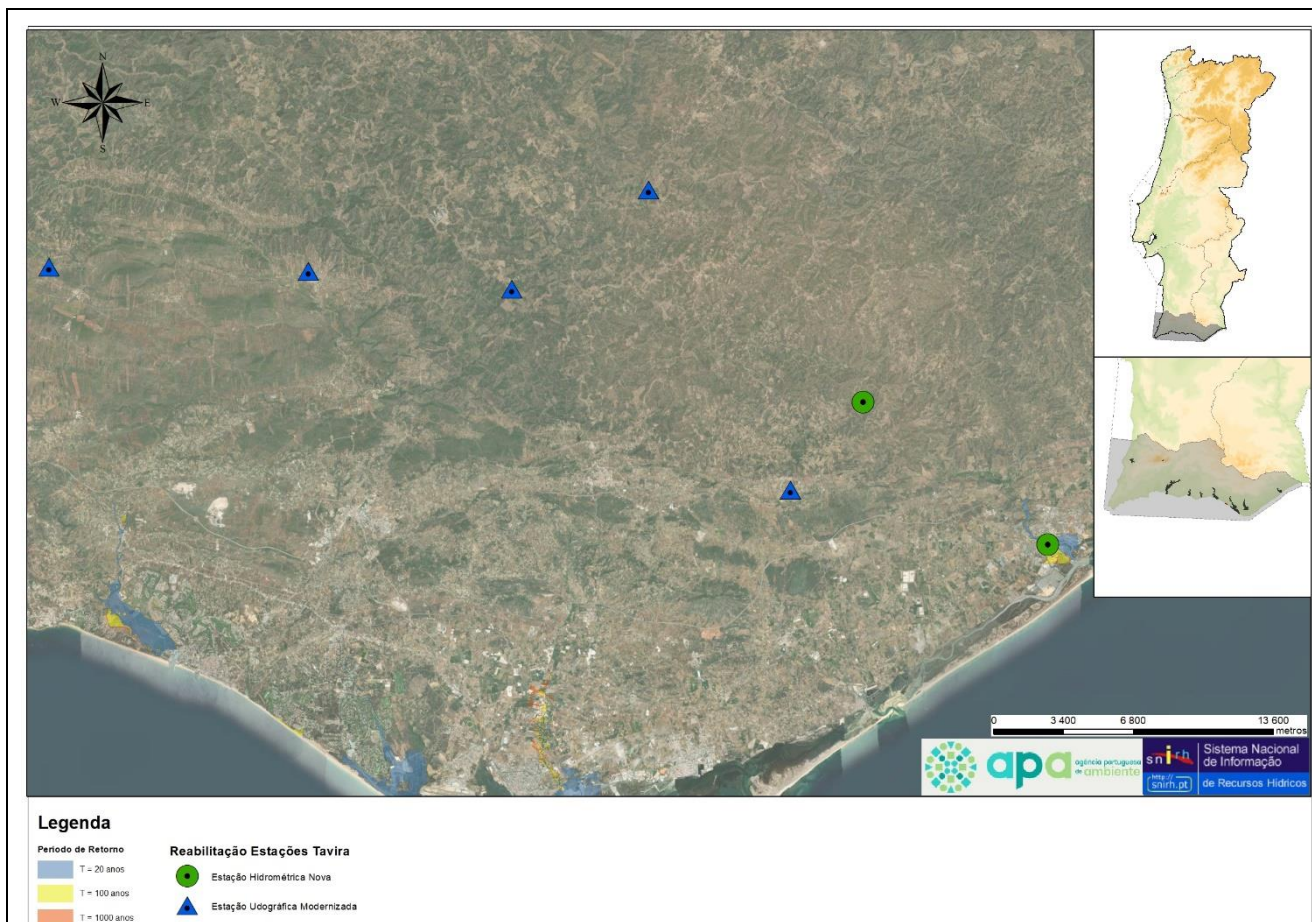 N
W E
S
0 3 400 6 800 13 600
metros
apa agência portuguesa
do ambiente
snirh Sistema Nacional
de Informação
http://
snirh.pt de Recursos Hídricos
Legenda
Período de Retorno
T = 20 anos
T = 100 anos
T = 1000 anos
Reabilitação Estações Tavira
Estação Hidrométrica Nova
Estação Udográfica Modernizada